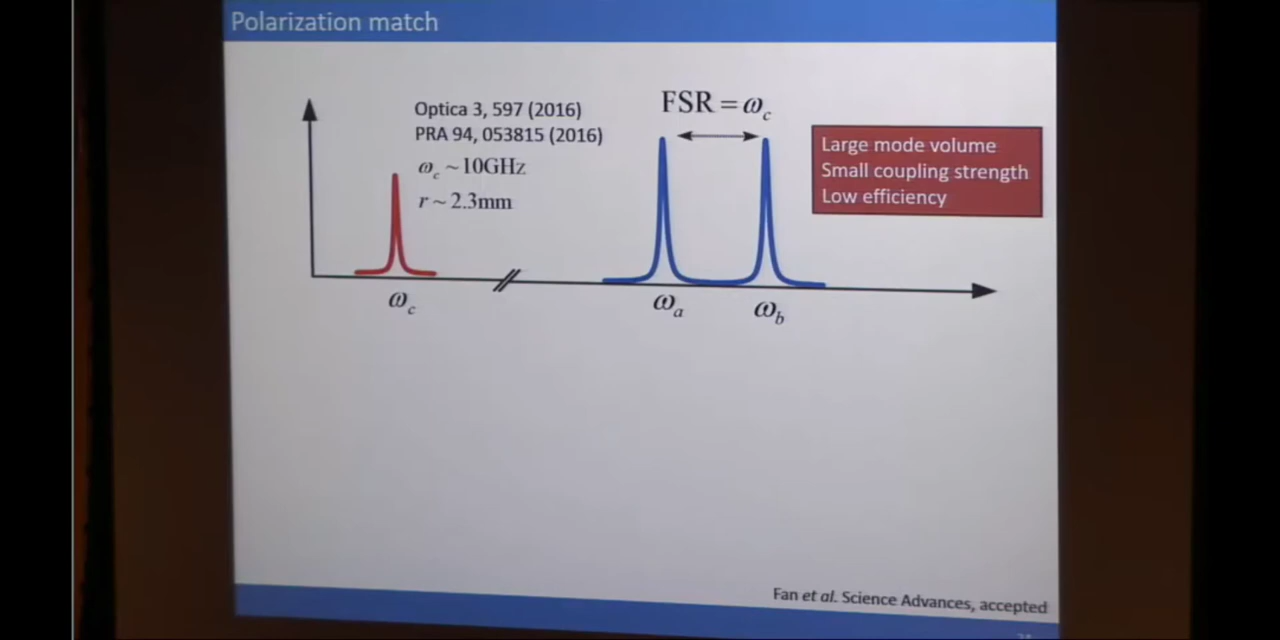 Polarization match
Optica 3, 597 (2016)
PRA 94, 053815 (2016)
ω_c ~10GHz
r ~ 2.3mm
FSR = ω_c
Large mode volume
Small coupling strength
Low efficiency
ω_c
ω_a
ω_b
Fan et al. Science Advances, accepted